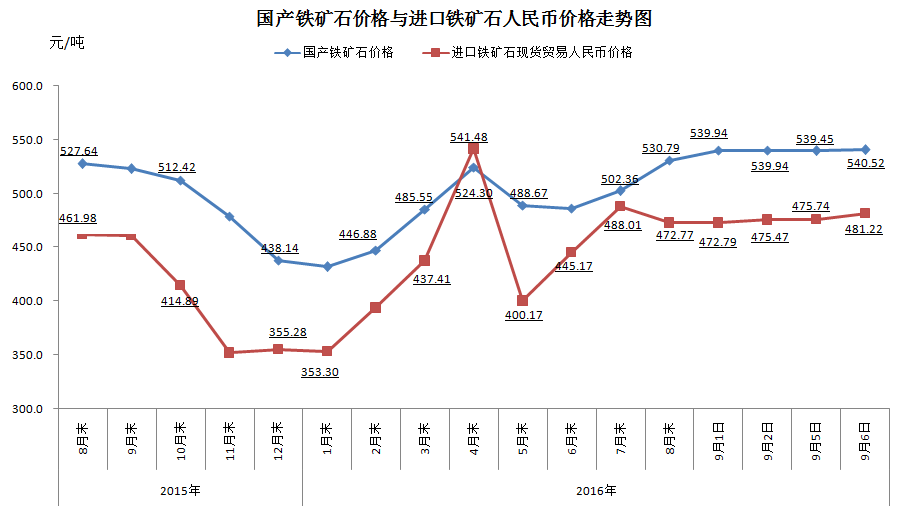 国产铁矿石价格与进口铁矿石人民币价格走势图
元/吨
国产铁矿石价格 进口铁矿石现货贸易人民币价格
600.0
550.0
500.0
450.0
400.0
350.0
300.0
527.64
512.42
438.14
446.88
485.55
524.30
488.67
502.36
530.79
539.94
539.94
539.45
540.52
461.98
414.89
355.28
353.30
437.41
541.48
400.17
445.17
488.01
472.77
472.79
475.47
475.74
481.22
8月末
9月末
10月末
11月末
12月末
1月末
2月末
3月末
4月末
5月末
6月末
7月末
8月末
9月1日
9月2日
9月5日
9月6日
2015年 2016年